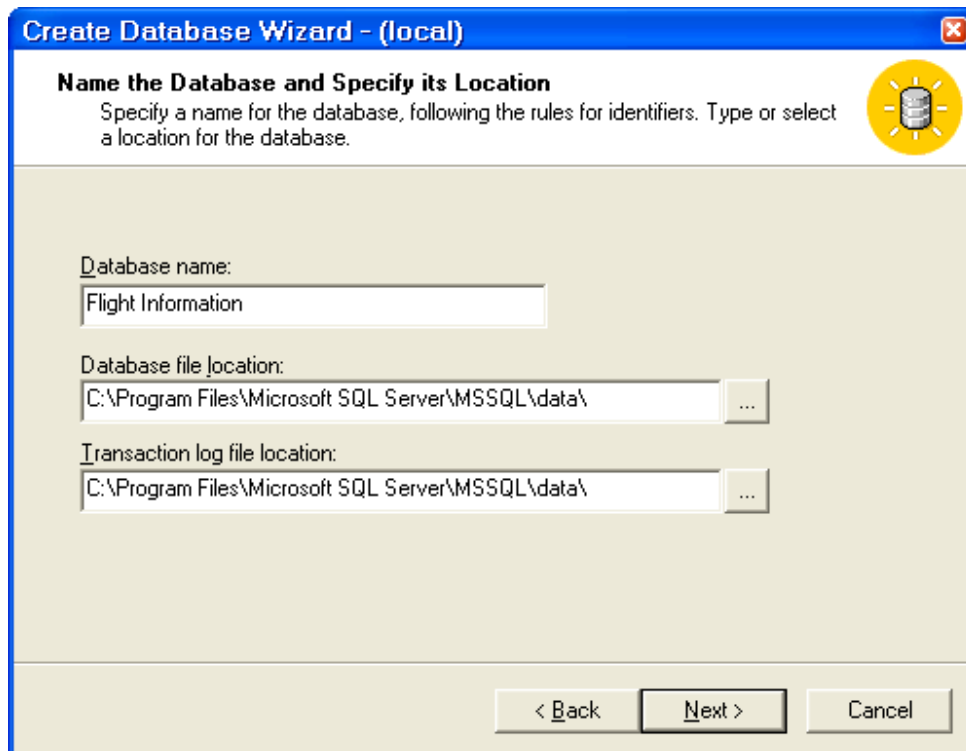 Create Database Wizard - (local)
Name the Database and Specify its Location
Specify a name for the database, following the rules for identifiers. Type or select
a location for the database.
Database name:
Flight Information
Database file location:
C:\Program Files\Microsoft SQL Server\MSSQL\data\
...
Transaction log file location:
C:\Program Files\Microsoft SQL Server\MSSQL\data\
...
< Back
Next >
Cancel